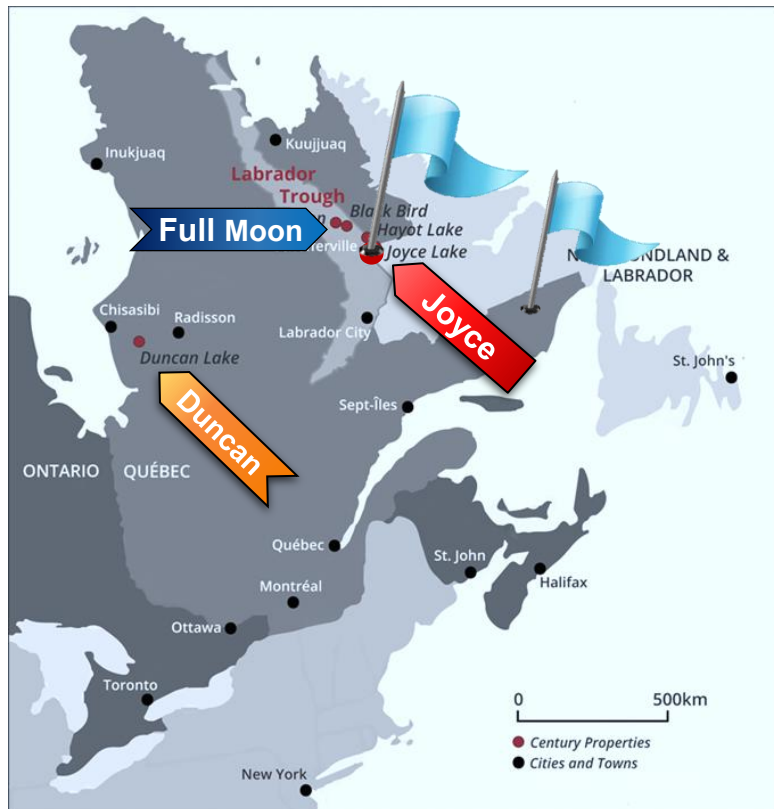 Inukjuaq
Kuujjuaq
Labrador
Trough
Black Bird
Full Moon
Hayot Lake
Joyce Lake
LABRADOR
Joyce
Chisasibi
Radisson
Labrador City
Duncan Lake
St. John's
Duncan
Sept-Îles
ONTARIO
QUÉBEC
Québec
St. John
Halifax
Montréal
Ottawa
Toronto
0
500km
Century Properties
Cities and Towns
New York